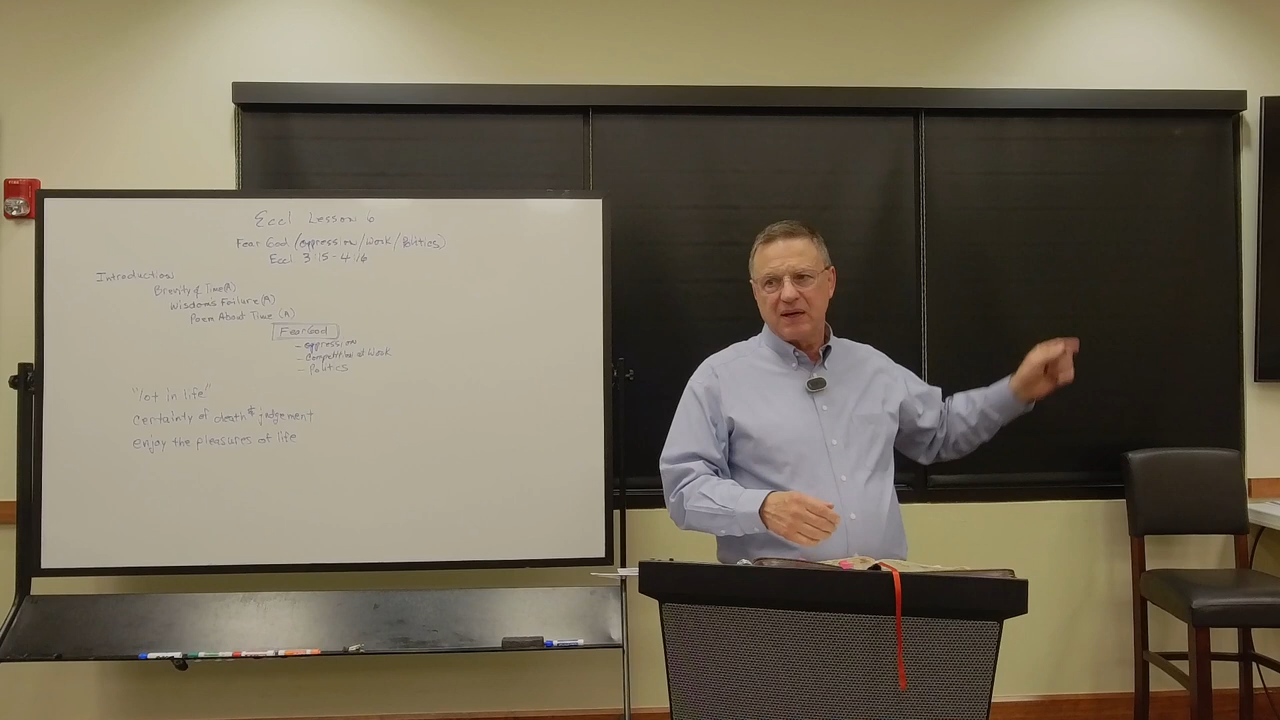 Eccl Lesson 6
Fear God (oppression/Work/Politics)
Eccl 3:15-4:16
Introduction
Brevity of Time (A)
Wisdom's Failure (A)
Poem About Time (A)
Fear God
- oppression
- Competition at Work
- Politics
"lot in life"
Certainty of death & judgement
enjoy the pleasures of life
FIRE